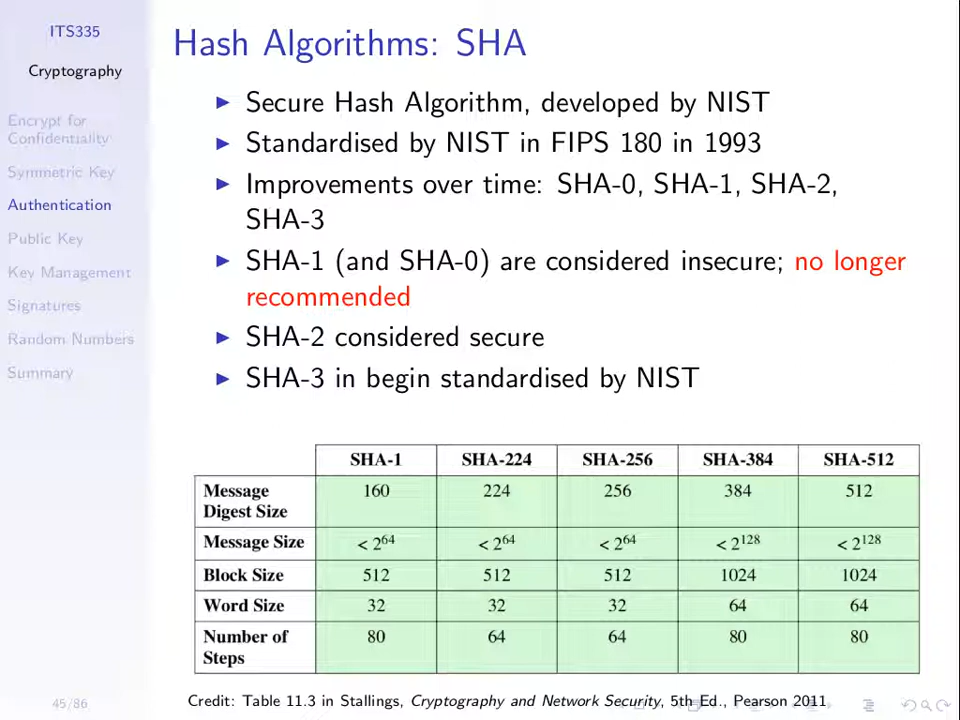 ITS335
Cryptography
Encrypt for
Confidentiality
Symmetric Key
Authentication
Public Key
Key Management
Signatures
Random Numbers
Summary
45/86
Hash Algorithms: SHA
► Secure Hash Algorithm, developed by NIST
► Standardised by NIST in FIPS 180 in 1993
► Improvements over time: SHA-0, SHA-1, SHA-2,
SHA-3
► SHA-1 (and SHA-0) are considered insecure; no longer
recommended
► SHA-2 considered secure
► SHA-3 in begin standardised by NIST
SHA-1 SHA-224 SHA-256 SHA-384 SHA-512
Message
Digest Size 160 224 256 384 512
Message Size < 2^64 < 2^64 < 2^64 < 2^128 < 2^128
Block Size 512 512 512 1024 1024
Word Size 32 32 32 64 64
Number of
Steps 80 64 64 80 80
Credit: Table 11.3 in Stallings, Cryptography and Network Security, 5th Ed., Pearson 2011